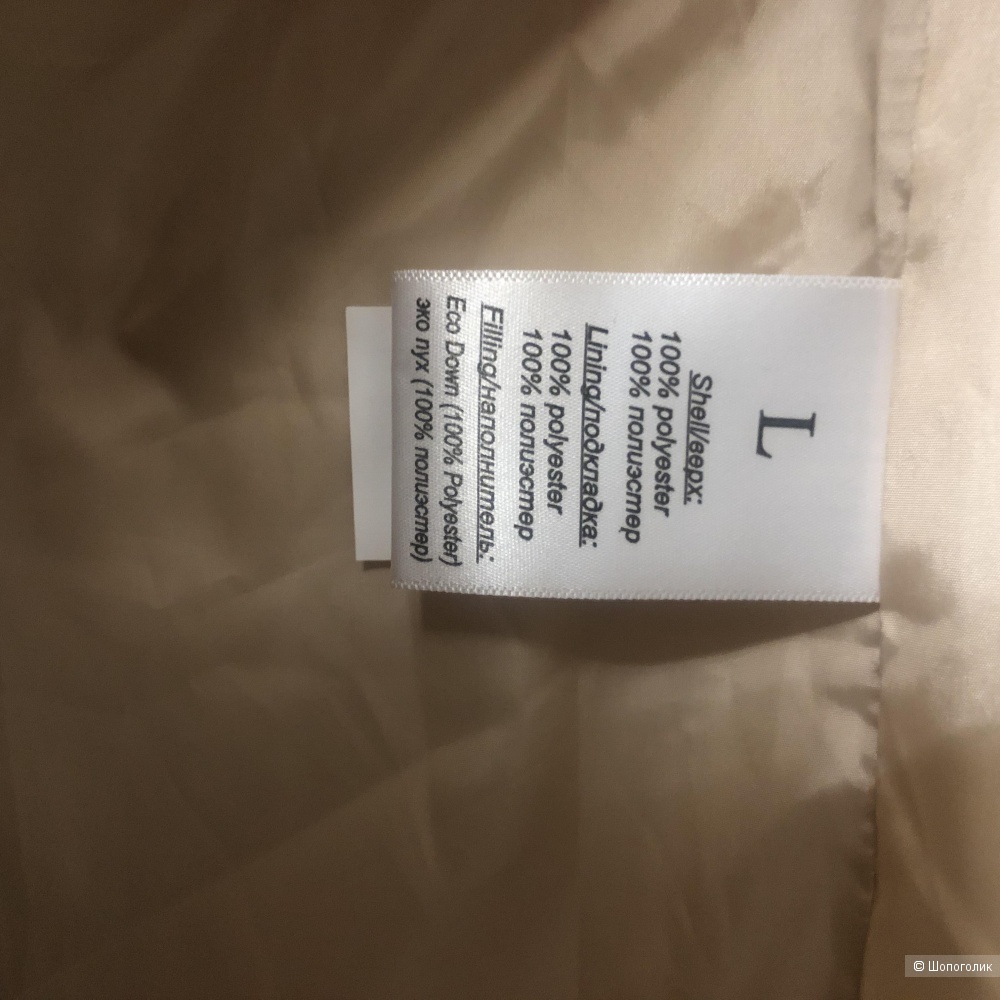 L
Shell/верх:
100% polyester
100% полиэстер
Lining/подкладка:
100% polyester
100% полиэстер
Filling/наполнитель:
Eco Down (100% Polyester)
эко пух (100% полиэстер)
© Шопоголик